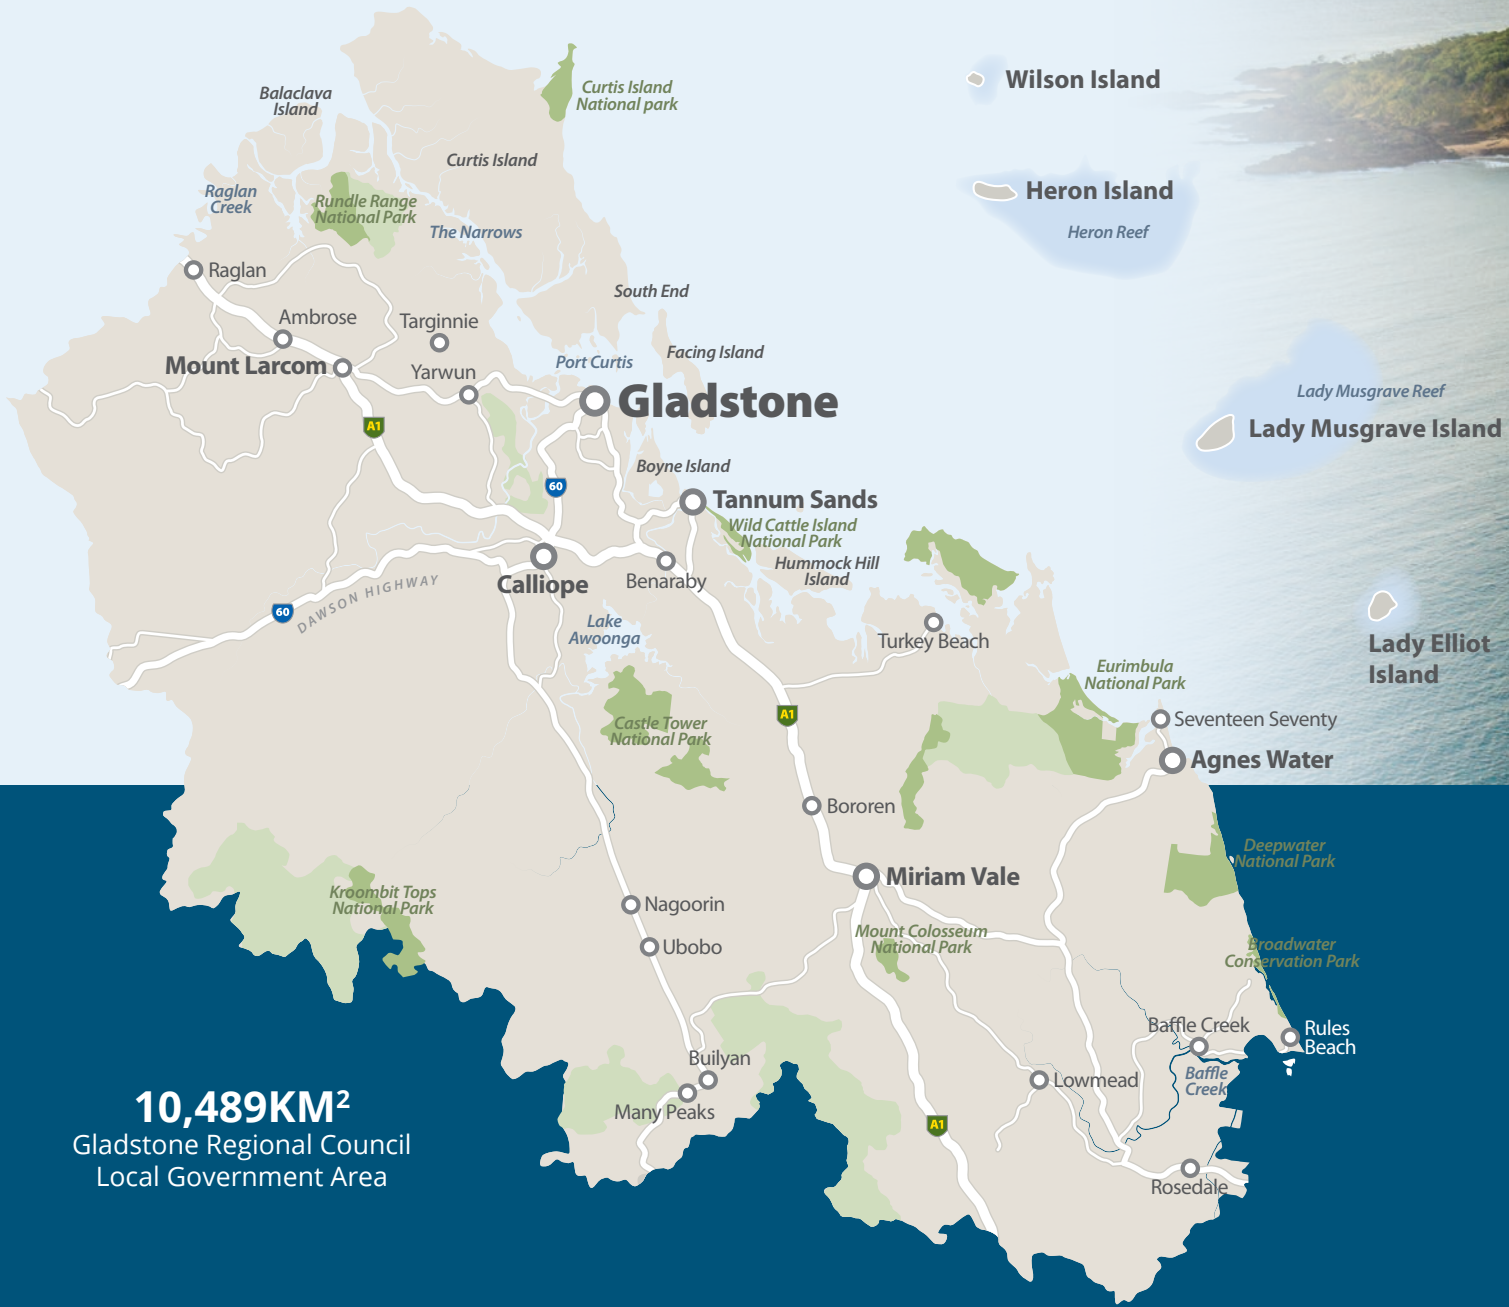 Wilson Island
Curtis Island
National park
Balaclava
Island
Curtis Island
Raglan
Creek
Rundle Range
National Park
The Narrows
Heron Island
Heron Reef
Raglan
South End
Ambrose
Targinnie
Facing Island
Mount Larcom
Yarwun
Port Curtis
Gladstone
Lady Musgrave Reef
Lady Musgrave Island
A1
Boyne Island
60
Tannum Sands
Wild Cattle Island
National Park
Hummock Hill
Island
Calliope
Benaraby
60
DAWSON HIGHWAY
Lake
Awoonga
Turkey Beach
Lady Elliot
Island
Eurimbula
National Park
Castle Tower
National Park
A1
Seventeen Seventy
Agnes Water
Bororen
Deepwater
National Park
Miriam Vale
Kroombit Tops
National Park
Nagoorin
Ubobo
Mount Colosseum
National Park
Broadwater
Conservation Park
Baffle Creek
Rules
Beach
Builyan
Lowmead
Baffle
Creek
Many Peaks
A1
Rosedale
10,489KM²
Gladstone Regional Council
Local Government Area